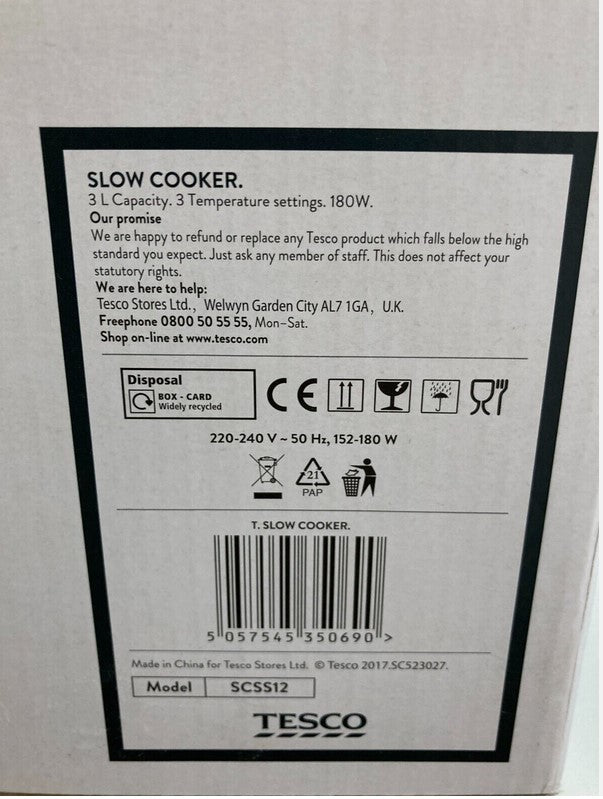 SLOW COOKER.
3 L Capacity. 3 Temperature settings. 180W.
Our promise
We are happy to refund or replace any Tesco product which falls below the high
standard you expect. Just ask any member of staff. This does not affect your
statutory rights.
We are here to help:
Tesco Stores Ltd., Welwyn Garden City AL7 1GA, U.K.
Freephone 0800 50 55 55, Mon–Sat.
Shop on-line at www.tesco.com
Disposal
BOX - CARD
Widely recycled
CE
220-240 V ~ 50 Hz, 152-180 W
21
PAP
T. SLOW COOKER.
5 057545 350690 >
Made in China for Tesco Stores Ltd. © Tesco 2017.SC523027.
Model SCSS12
TESCO